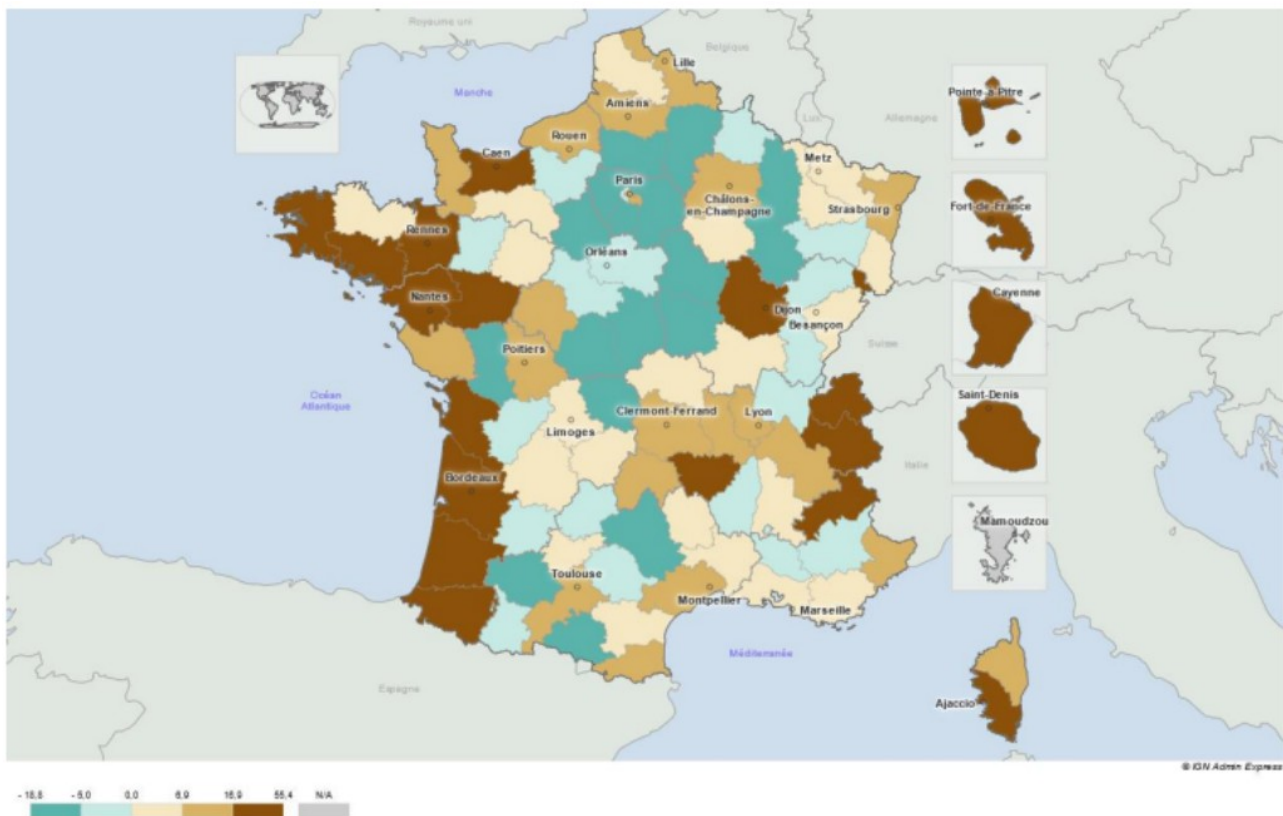 Royaume uni
Belgique
Lille
Manche
Amiens
Pointe-a-Pitre
Lux
Allemagne
Rouen
Caen
Metz
Paris
Châlons-
en-Champagne
Strasbourg
Fort-de-France
Rennes
Orléans
Nantes
Dijon
Besançon
Cayenne
Suisse
Poitiers
Océan
Atlantique
Saint-Denis
Clermont-Ferrand
Lyon
Limoges
Italie
Bordeaux
Mamoudzou
Toulouse
Montpellier
Marseille
Méditerranée
Espagne
Ajaccio
© IGN Admin Express
- 18,8 - 5,0 0,0 6,9 16,9 55,4 N/A